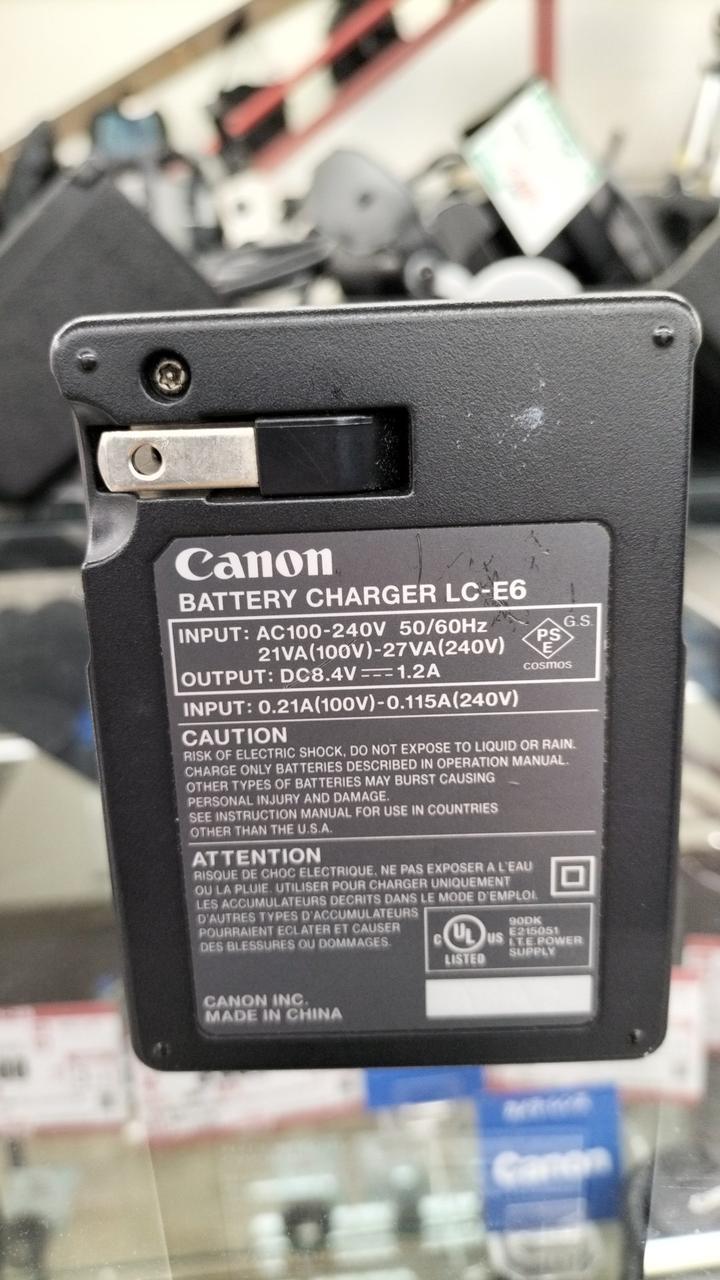 Canon
BATTERY CHARGER LC-E6
INPUT: AC100-240V 50/60Hz
21VA(100V)-27VA(240V)
OUTPUT: DC8.4V⎓1.2A
PS
E
G.S.
cosmos
INPUT: 0.21A(100V)-0.115A(240V)
CAUTION
RISK OF ELECTRIC SHOCK, DO NOT EXPOSE TO LIQUID OR RAIN.
CHARGE ONLY BATTERIES DESCRIBED IN OPERATION MANUAL.
OTHER TYPES OF BATTERIES MAY BURST CAUSING
PERSONAL INJURY AND DAMAGE.
SEE INSTRUCTION MANUAL FOR USE IN COUNTRIES
OTHER THAN THE U.S.A.
ATTENTION
RISQUE DE CHOC ELECTRIQUE, NE PAS EXPOSER A L'EAU
OU LA PLUIE. UTILISER POUR CHARGER UNIQUEMENT
LES ACCUMULATEURS DECRITS DANS LE MODE D'EMPLOI.
D'AUTRES TYPES D'ACCUMULATEURS
POURRAIENT ECLATER ET CAUSER
DES BLESSURES OU DOMMAGES.
C UL US
LISTED
90DK
E215051
I.T.E.POWER
SUPPLY
CANON INC.
MADE IN CHINA
Canon